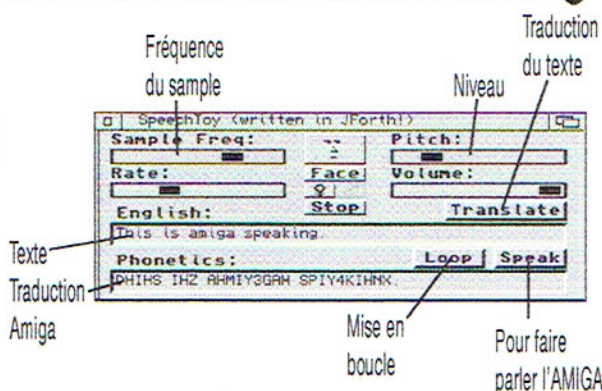 Traduction
du texte
Fréquence
du sample
Niveau
SpeechToy (written in JForth!)
Sample Freq:
Pitch:
Rate:
Face
Volume:
Stop
English:
Translate
This is amiga speaking.
Texte
Phonetics:
Loop
Speak
DHIHS IHZ AHMIY3GAH SPIY4KIHNX.
Traduction
Amiga
Mise en
boucle
Pour faire
parler l'AMIGA